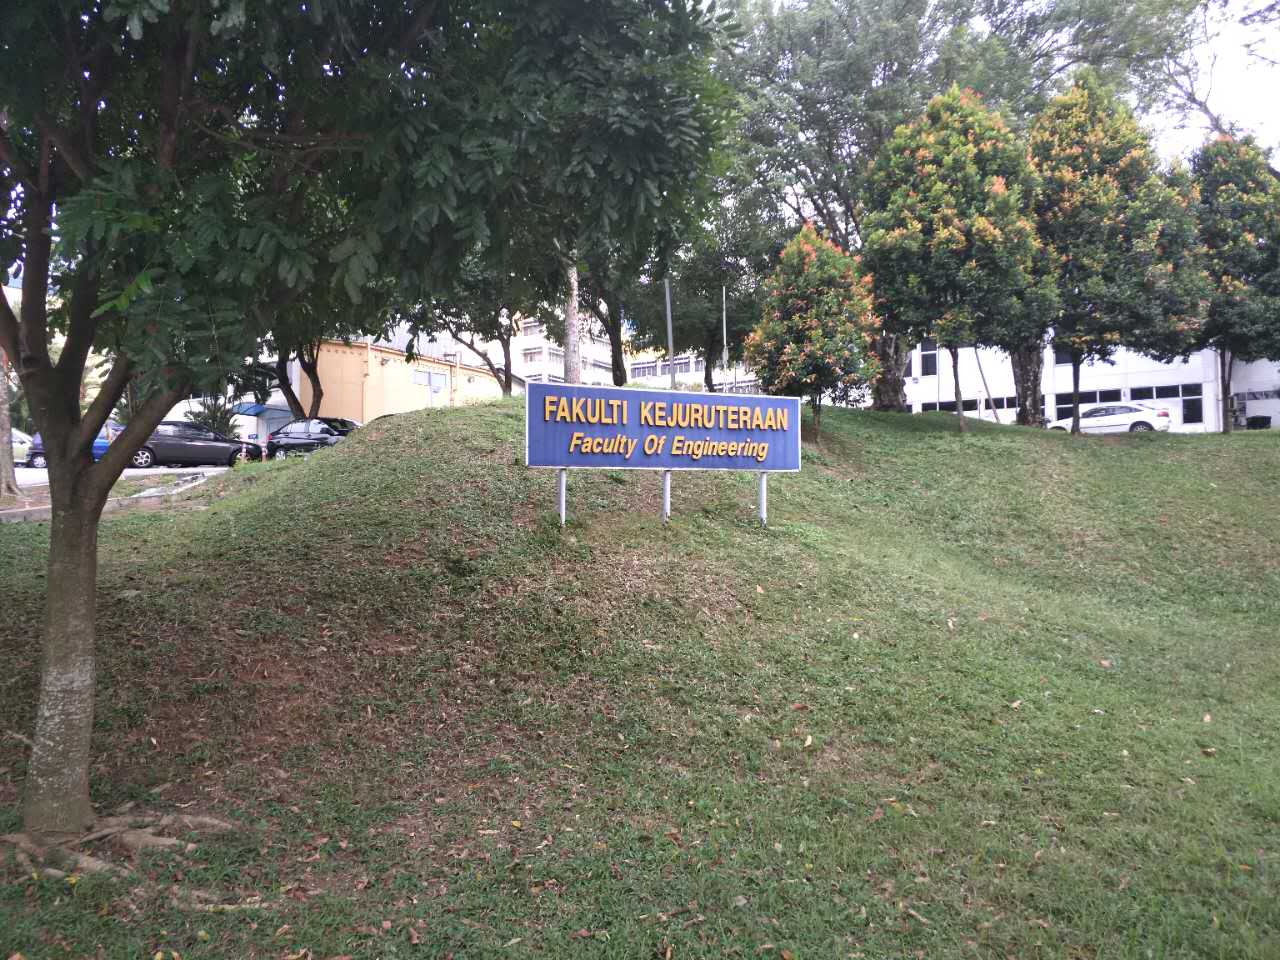 FAKULTI KEJURUTERAAN
Faculty Of Engineering